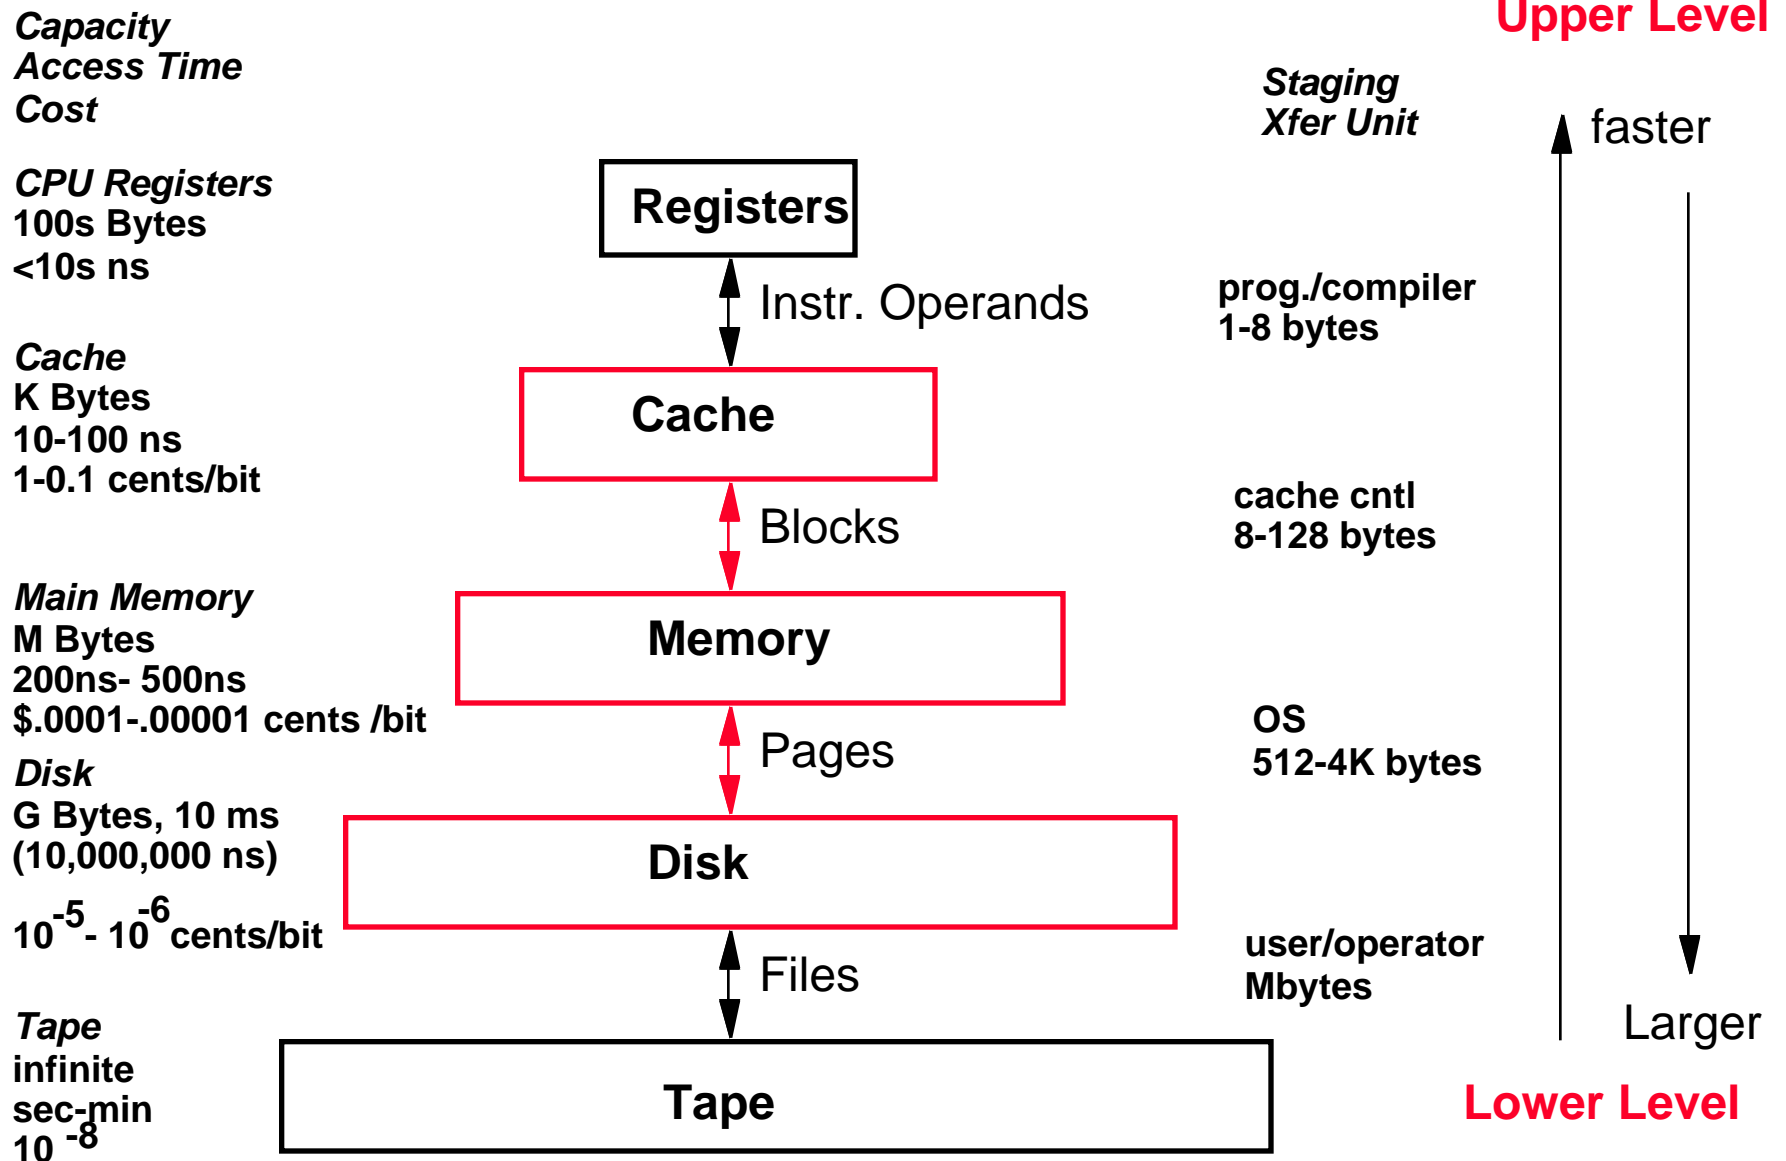 Upper Level
Capacity
Access Time
Cost
Staging
Xfer Unit
faster
CPU Registers
100s Bytes
<10s ns
Registers
Instr. Operands
prog./compiler
1-8 bytes
Cache
K Bytes
10-100 ns
1-0.1 cents/bit
Cache
Blocks
cache cntl
8-128 bytes
Main Memory
M Bytes
200ns- 500ns
$.0001-.00001 cents /bit
Memory
Pages
OS
512-4K bytes
Disk
G Bytes, 10 ms
(10,000,000 ns)
10^-5 - 10^-6 cents/bit
Disk
Files
user/operator
Mbytes
Larger
Tape
infinite
sec-min
10^-8
Tape
Lower Level